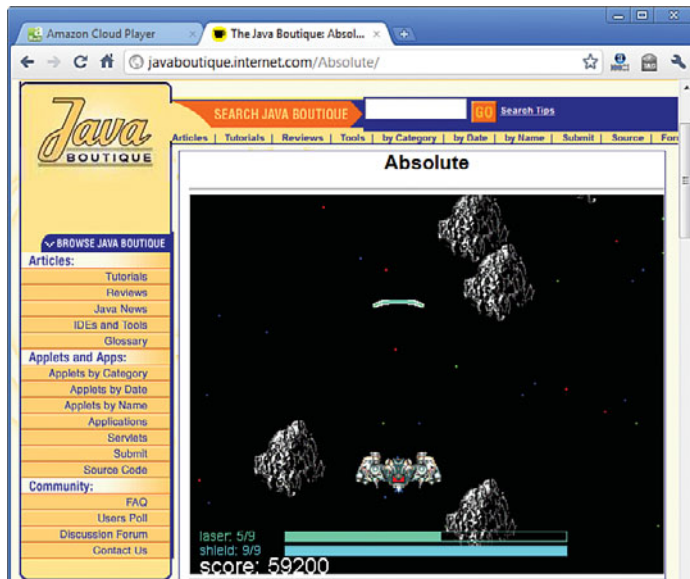 Amazon Cloud Player
The Java Boutique: Absol...
javaboutique.internet.com/Absolute/
Java
BOUTIQUE
SEARCH JAVA BOUTIQUE
GO
Search Tips
Articles | Tutorials | Reviews | Tools | by Category | by Date | by Name | Submit | Source | Foru
Absolute
BROWSE JAVA BOUTIQUE
Articles:
Tutorials
Reviews
Java News
IDEs and Tools
Glossary
Applets and Apps:
Applets by Category
Applets by Date
Applets by Name
Applications
Servlets
Submit
Source Code
Community:
FAQ
Users Poll
Discussion Forum
Contact Us
laser: 5/9
shield: 9/9
score: 59200